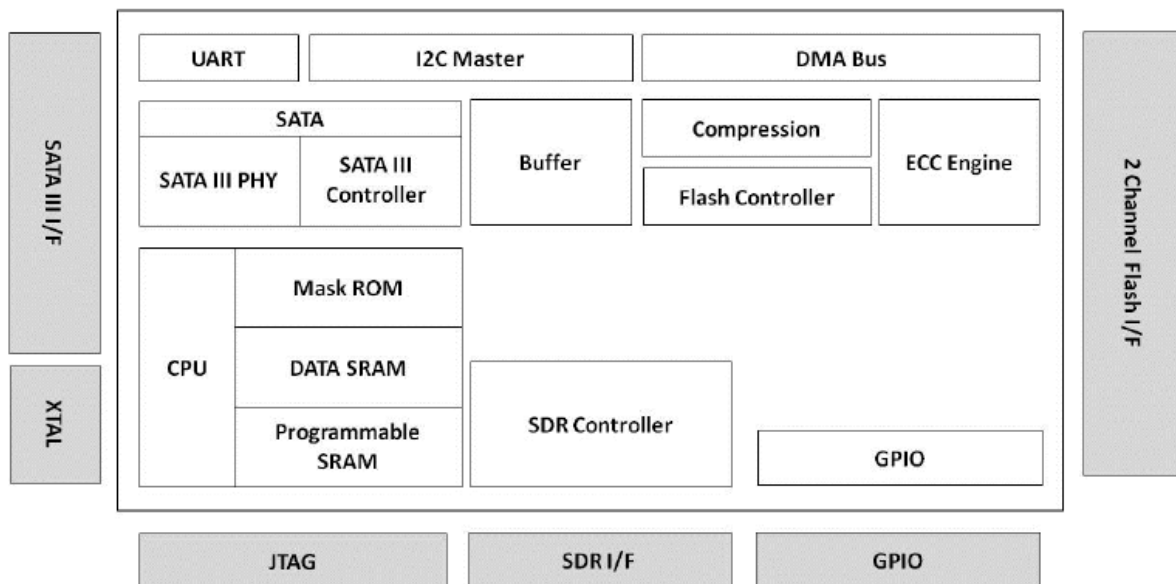 UART
I2C Master
DMA Bus
SATA
SATA III PHY
SATA III
Controller
Buffer
Compression
Flash Controller
ECC Engine
CPU
Mask ROM
DATA SRAM
Programmable
SRAM
SDR Controller
GPIO
SATA III I/F
XTAL
2 Channel Flash I/F
JTAG
SDR I/F
GPIO